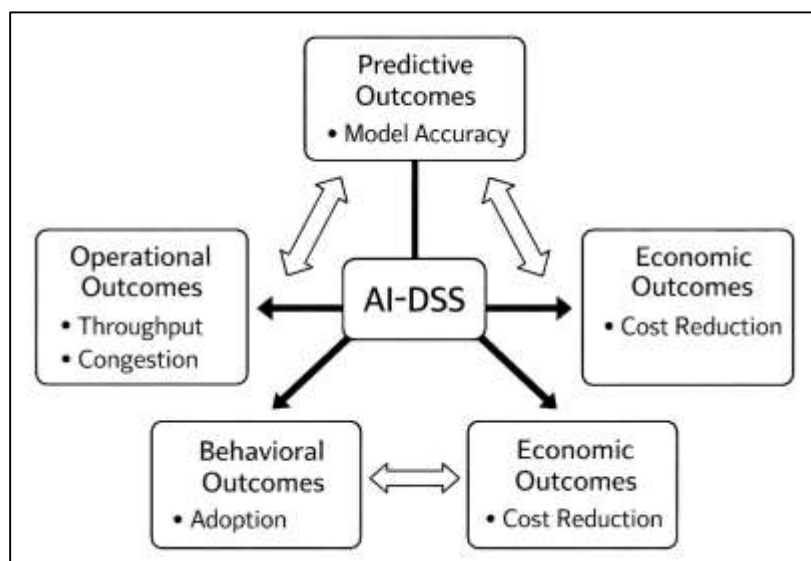 Predictive
Outcomes
• Model Accuracy
Operational
Outcomes
• Throughput
• Congestion
AI-DSS
Economic
Outcomes
• Cost Reduction
Behavioral
Outcomes
• Adoption
Economic
Outcomes
• Cost Reduction